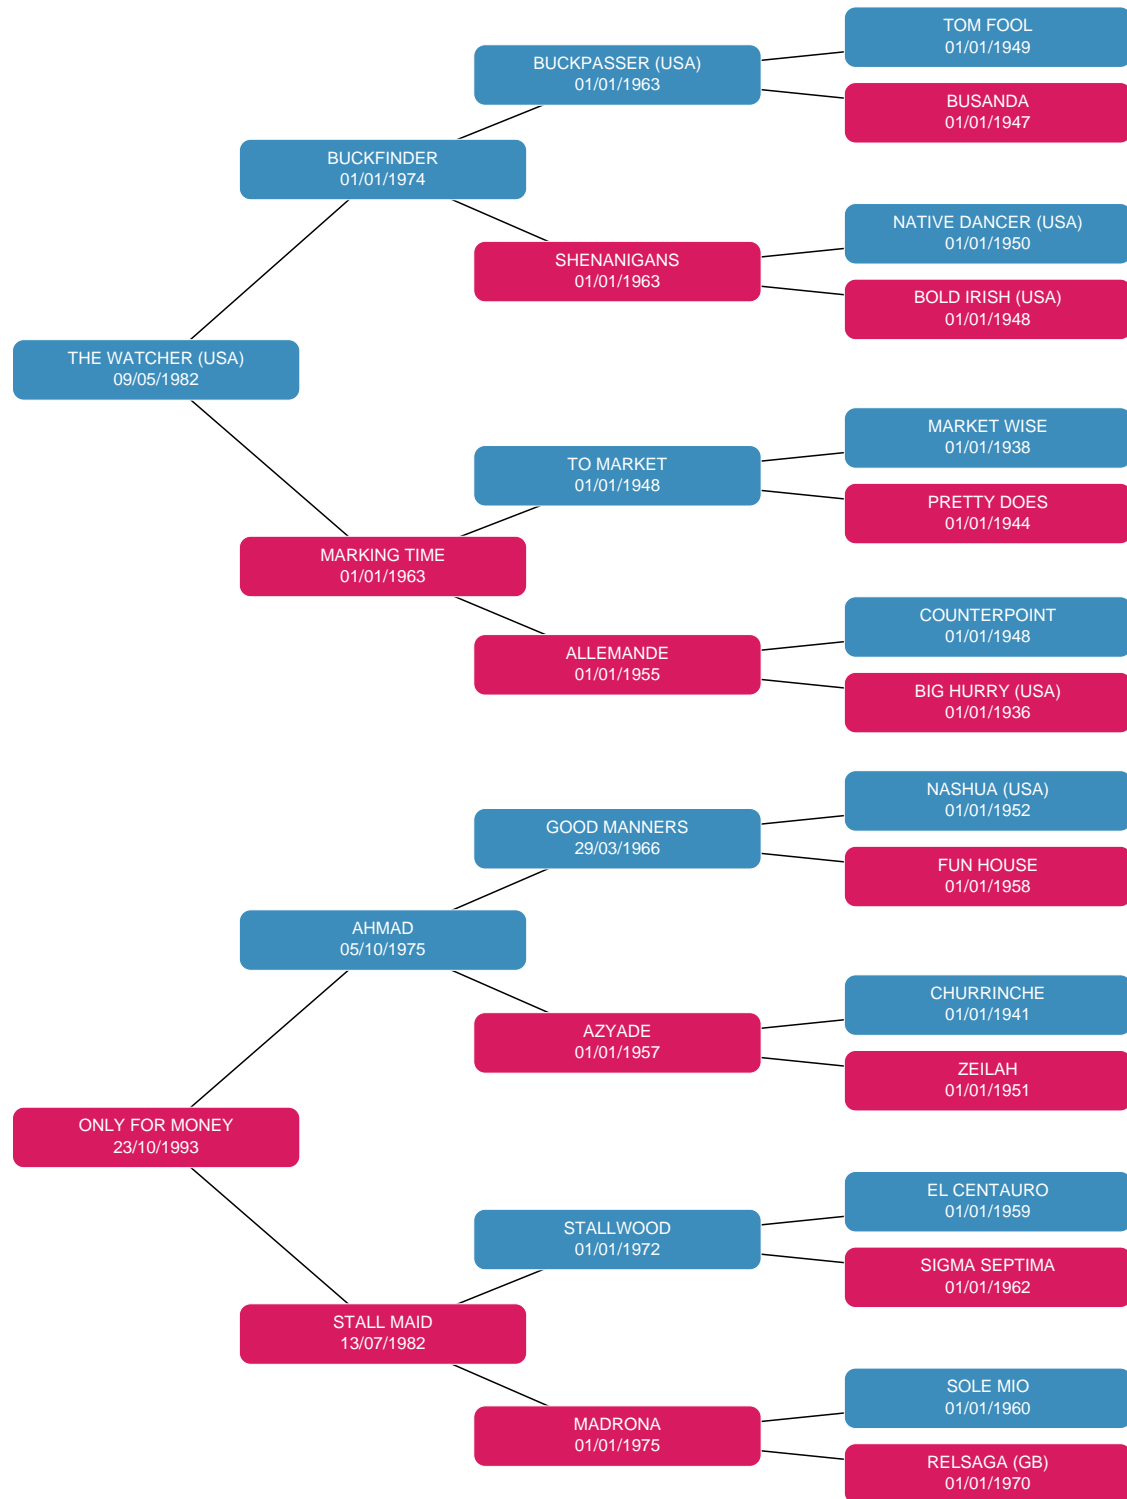 TOM FOOL
01/01/1949
BUCKPASSER (USA)
01/01/1963
BUSANDA
01/01/1947
BUCKFINDER
01/01/1974
NATIVE DANCER (USA)
01/01/1950
SHENANIGANS
01/01/1963
BOLD IRISH (USA)
01/01/1948
THE WATCHER (USA)
09/05/1982
MARKET WISE
01/01/1938
TO MARKET
01/01/1948
PRETTY DOES
01/01/1944
MARKING TIME
01/01/1963
COUNTERPOINT
01/01/1948
ALLEMANDE
01/01/1955
BIG HURRY (USA)
01/01/1936
NASHUA (USA)
01/01/1952
GOOD MANNERS
29/03/1966
FUN HOUSE
01/01/1958
AHMAD
05/10/1975
CHURRINCHE
01/01/1941
AZYADE
01/01/1957
ZEILAH
01/01/1951
ONLY FOR MONEY
23/10/1993
EL CENTAURO
01/01/1959
STALLWOOD
01/01/1972
SIGMA SEPTIMA
01/01/1962
STALL MAID
13/07/1982
SOLE MIO
01/01/1960
MADRONA
01/01/1975
RELSAGA (GB)
01/01/1970